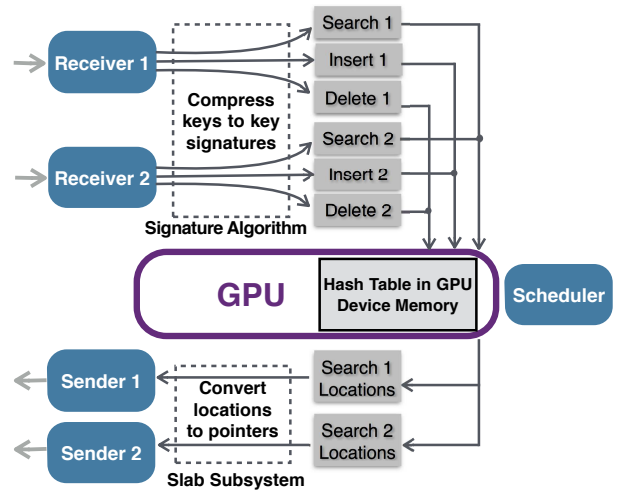 Search 1
Receiver 1
Insert 1
Compress
keys to key
signatures
Delete 1
Search 2
Receiver 2
Insert 2
Delete 2
Signature Algorithm
GPU
Hash Table in GPU
Device Memory
Scheduler
Sender 1
Convert
locations
to pointers
Search 1
Locations
Sender 2
Search 2
Locations
Slab Subsystem